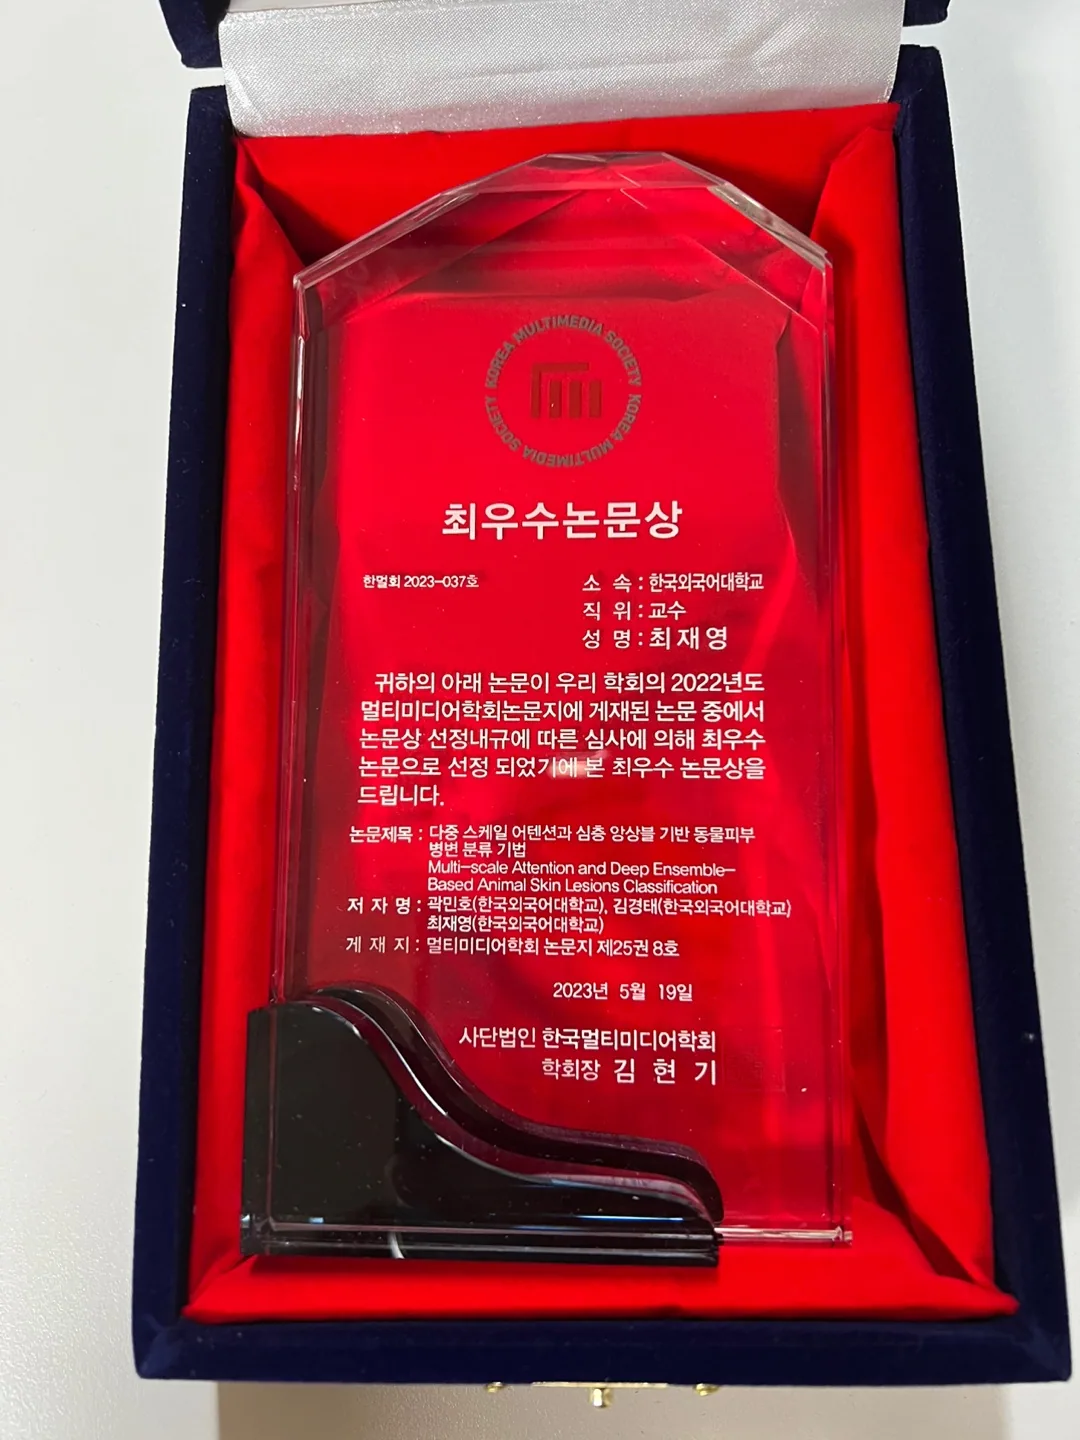 KOREA MULTIMEDIA SOCIETY KOREA MULTIMEDIA SOCIETY
최우수논문상
한멀회 2023-037호
소 속 : 한국외국어대학교
직 위 : 교수
성 명 : 최재영
귀하의 아래 논문이 우리 학회의 2022년도
멀티미디어학회논문지에 게재된 논문 중에서
논문상 선정내규에 따른 심사에 의해 최우수
논문으로 선정 되었기에 본 최우수 논문상을
드립니다.
논문제목 : 다중 스케일 어텐션과 심층 앙상블 기반 동물피부
병변 분류 기법
Multi-scale Attention and Deep Ensemble-
Based Animal Skin Lesions Classification
저 자 명 : 곽민호(한국외국어대학교), 김경태(한국외국어대학교)
최재영(한국외국어대학교)
게 재 지 : 멀티미디어학회 논문지 제25권 8호
2023년 5월 19일
사단법인 한국멀티미디어학회
학회장 김 현 기